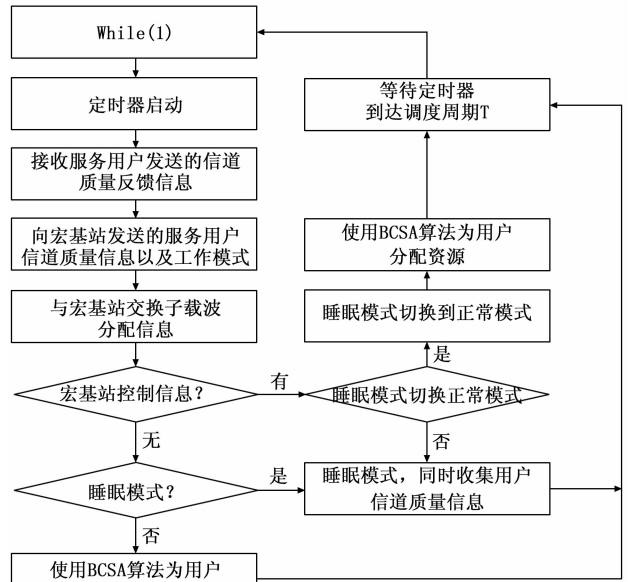 While(1)
定时器启动
接收服务用户发送的信道
质量反馈信息
向宏基站发送的服务用户
信道质量信息以及工作模式
与宏基站交换子载波
分配信息
宏基站控制信息？
有
无
睡眠模式？
是
否
使用BCSA算法为用户
等待定时器
到达调度周期T
使用BCSA算法为用户
分配资源
睡眠模式切换到正常模式
是
睡眠模式切换正常模式
否
睡眠模式，同时收集用户
信道质量信息